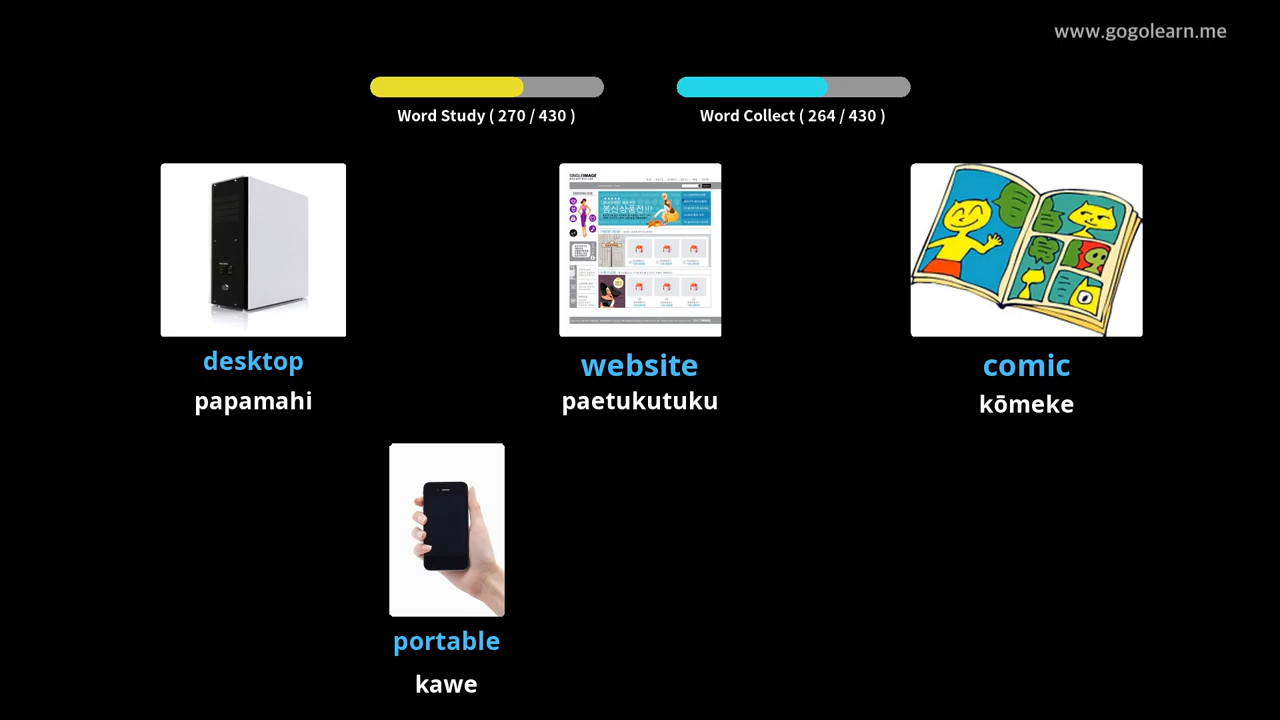 www.gogolearn.me
Word Study ( 270 / 430 )
Word Collect ( 264 / 430 )
desktop
website
comic
papamahi
paetukutuku
kōmeke
portable
kawe